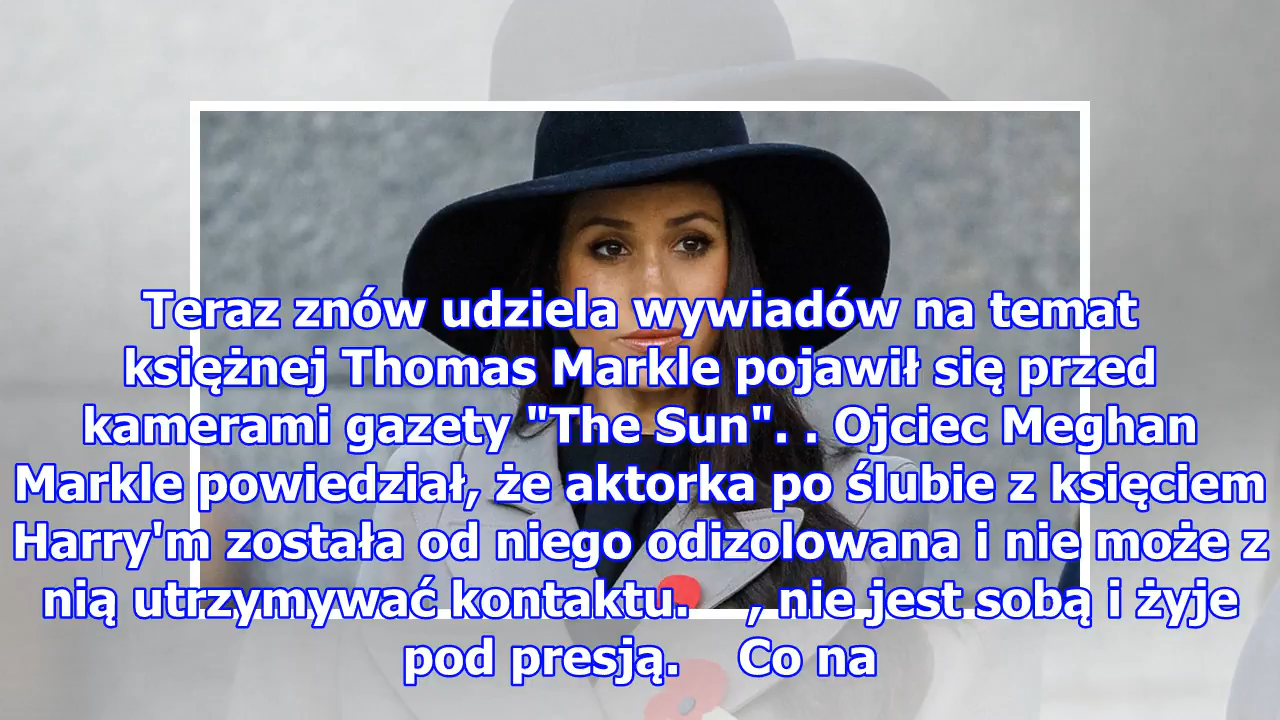 Teraz znów udziela wywiadów na temat
księżnej Thomas Markle pojawił się przed
kamerami gazety "The Sun". . Ojciec Meghan
Markle powiedział, że aktorka po ślubie z księciem
Harry'm została od niego odizolowana i nie może z
nią utrzymywać kontaktu.    , nie jest sobą i żyje
pod presją.    Co na